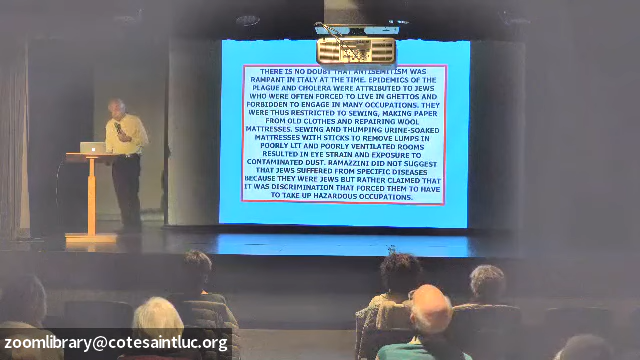 THERE IS NO DOUBT THAT ANTISEMITISM WAS
RAMPANT IN ITALY AT THE TIME. EPIDEMICS OF THE
PLAGUE AND CHOLERA WERE ATTRIBUTED TO JEWS
WHO WERE OFTEN FORCED TO LIVE IN GHETTOS AND
FORBIDDEN TO ENGAGE IN MANY OCCUPATIONS. THEY
WERE THUS RESTRICTED TO SEWING, MAKING PAPER
FROM OLD CLOTHES AND REPAIRING WOOL
MATTRESSES. SEWING AND THUMPING URINE-SOAKED
MATTRESSES WITH STICKS TO REMOVE LUMPS IN
POORLY LIT AND POORLY VENTILATED ROOMS
RESULTED IN EYE STRAIN AND EXPOSURE TO
CONTAMINATED DUST. RAMAZZINI DID NOT SUGGEST
THAT JEWS SUFFERED FROM SPECIFIC DISEASES
BECAUSE THEY WERE JEWS BUT RATHER CLAIMED THAT
IT WAS DISCRIMINATION THAT FORCED THEM TO HAVE
TO TAKE UP HAZARDOUS OCCUPATIONS.
zoomlibrary@cotesaintluc.org